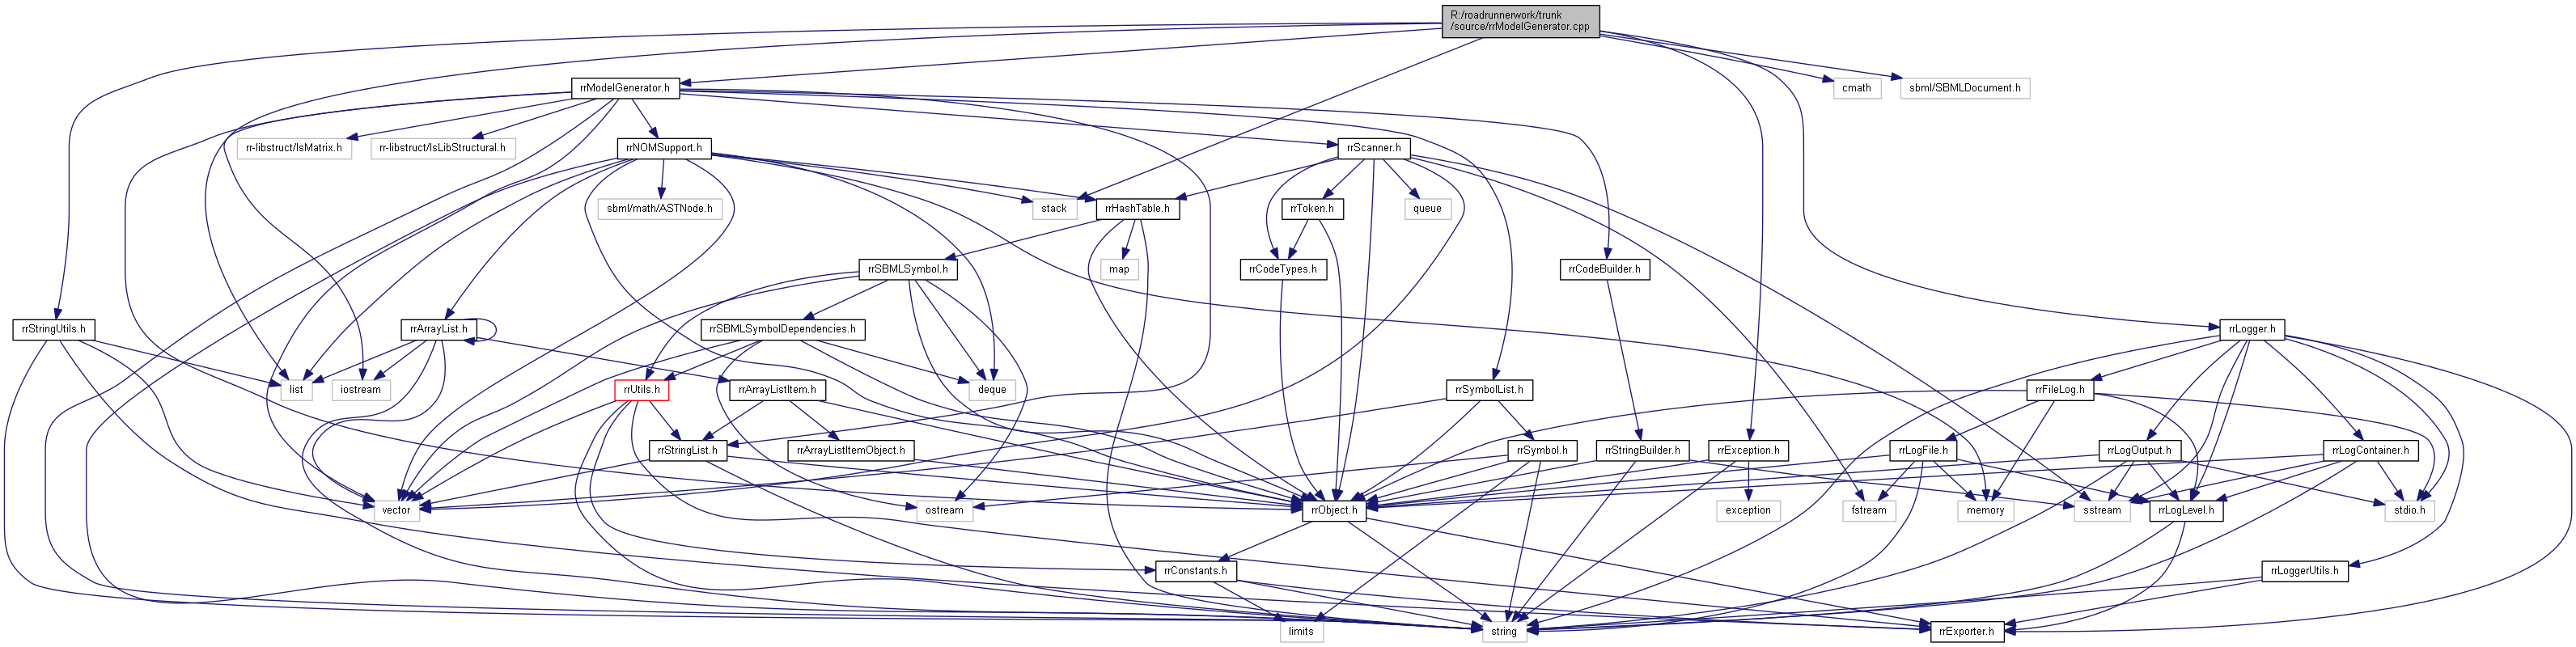 R:/roadrunnerwork/trunk
/source/rrModelGenerator.cpp
rrModelGenerator.h
cmath
sbml/SBMLDocument.h
rr-libstruct/lsMatrix.h
rr-libstruct/lsLibStructural.h
rrNOMSupport.h
rrScanner.h
sbml/math/ASTNode.h
stack
rrHashTable.h
rrToken.h
queue
rrSBMLSymbol.h
map
rrCodeTypes.h
rrCodeBuilder.h
rrStringUtils.h
rrArrayList.h
rrSBMLSymbolDependencies.h
rrLogger.h
list
iostream
rrUtils.h
rrArrayListItem.h
deque
rrSymbolList.h
rrFileLog.h
rrStringList.h
rrArrayListItemObject.h
rrSymbol.h
rrStringBuilder.h
rrException.h
rrLogFile.h
rrLogOutput.h
rrLogContainer.h
vector
ostream
rrObject.h
exception
fstream
memory
sstream
rrLogLevel.h
stdio.h
rrConstants.h
rrLoggerUtils.h
limits
string
rrExporter.h